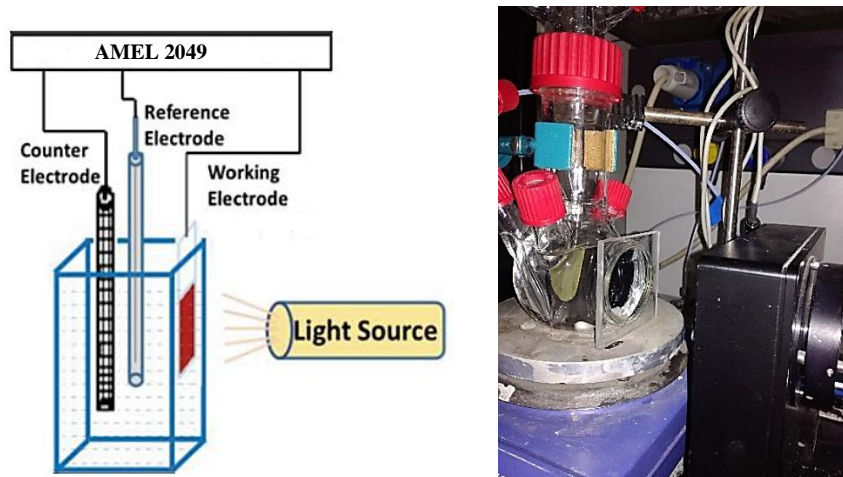 AMEL 2049
Reference
Electrode
Counter
Electrode
Working
Electrode
Light Source